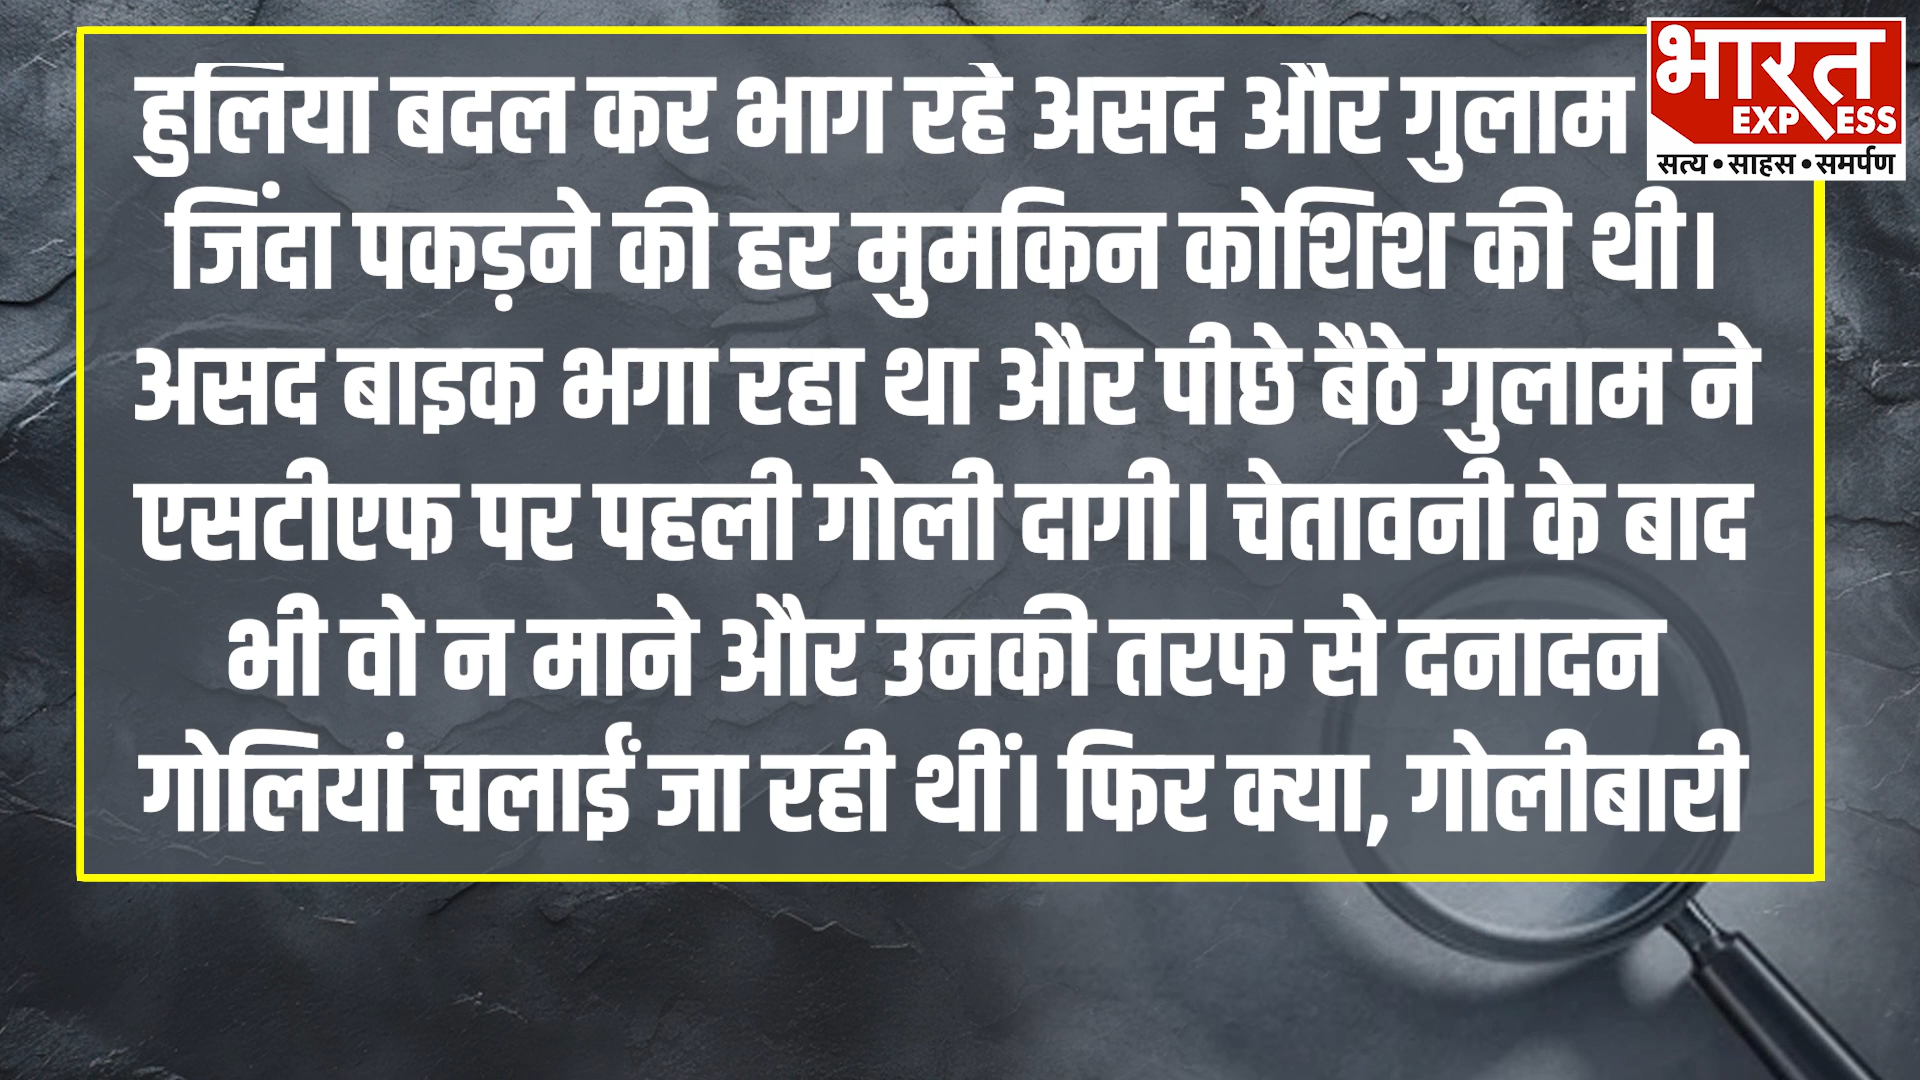 हुलिया बदल कर भाग रहे असद और गुलाम
जिंदा पकड़ने की हर मुमकिन कोशिश की थी।
असद बाइक भगा रहा था और पीछे बैठे गुलाम ने
एसटीएफ पर पहली गोली दागी। चेतावनी के बाद
भी वो न माने और उनकी तरफ से दनादन
गोलियां चलाईं जा रही थीं। फिर क्या, गोलीबारी
भारत
EXPRESS
सत्य • साहस • समर्पण